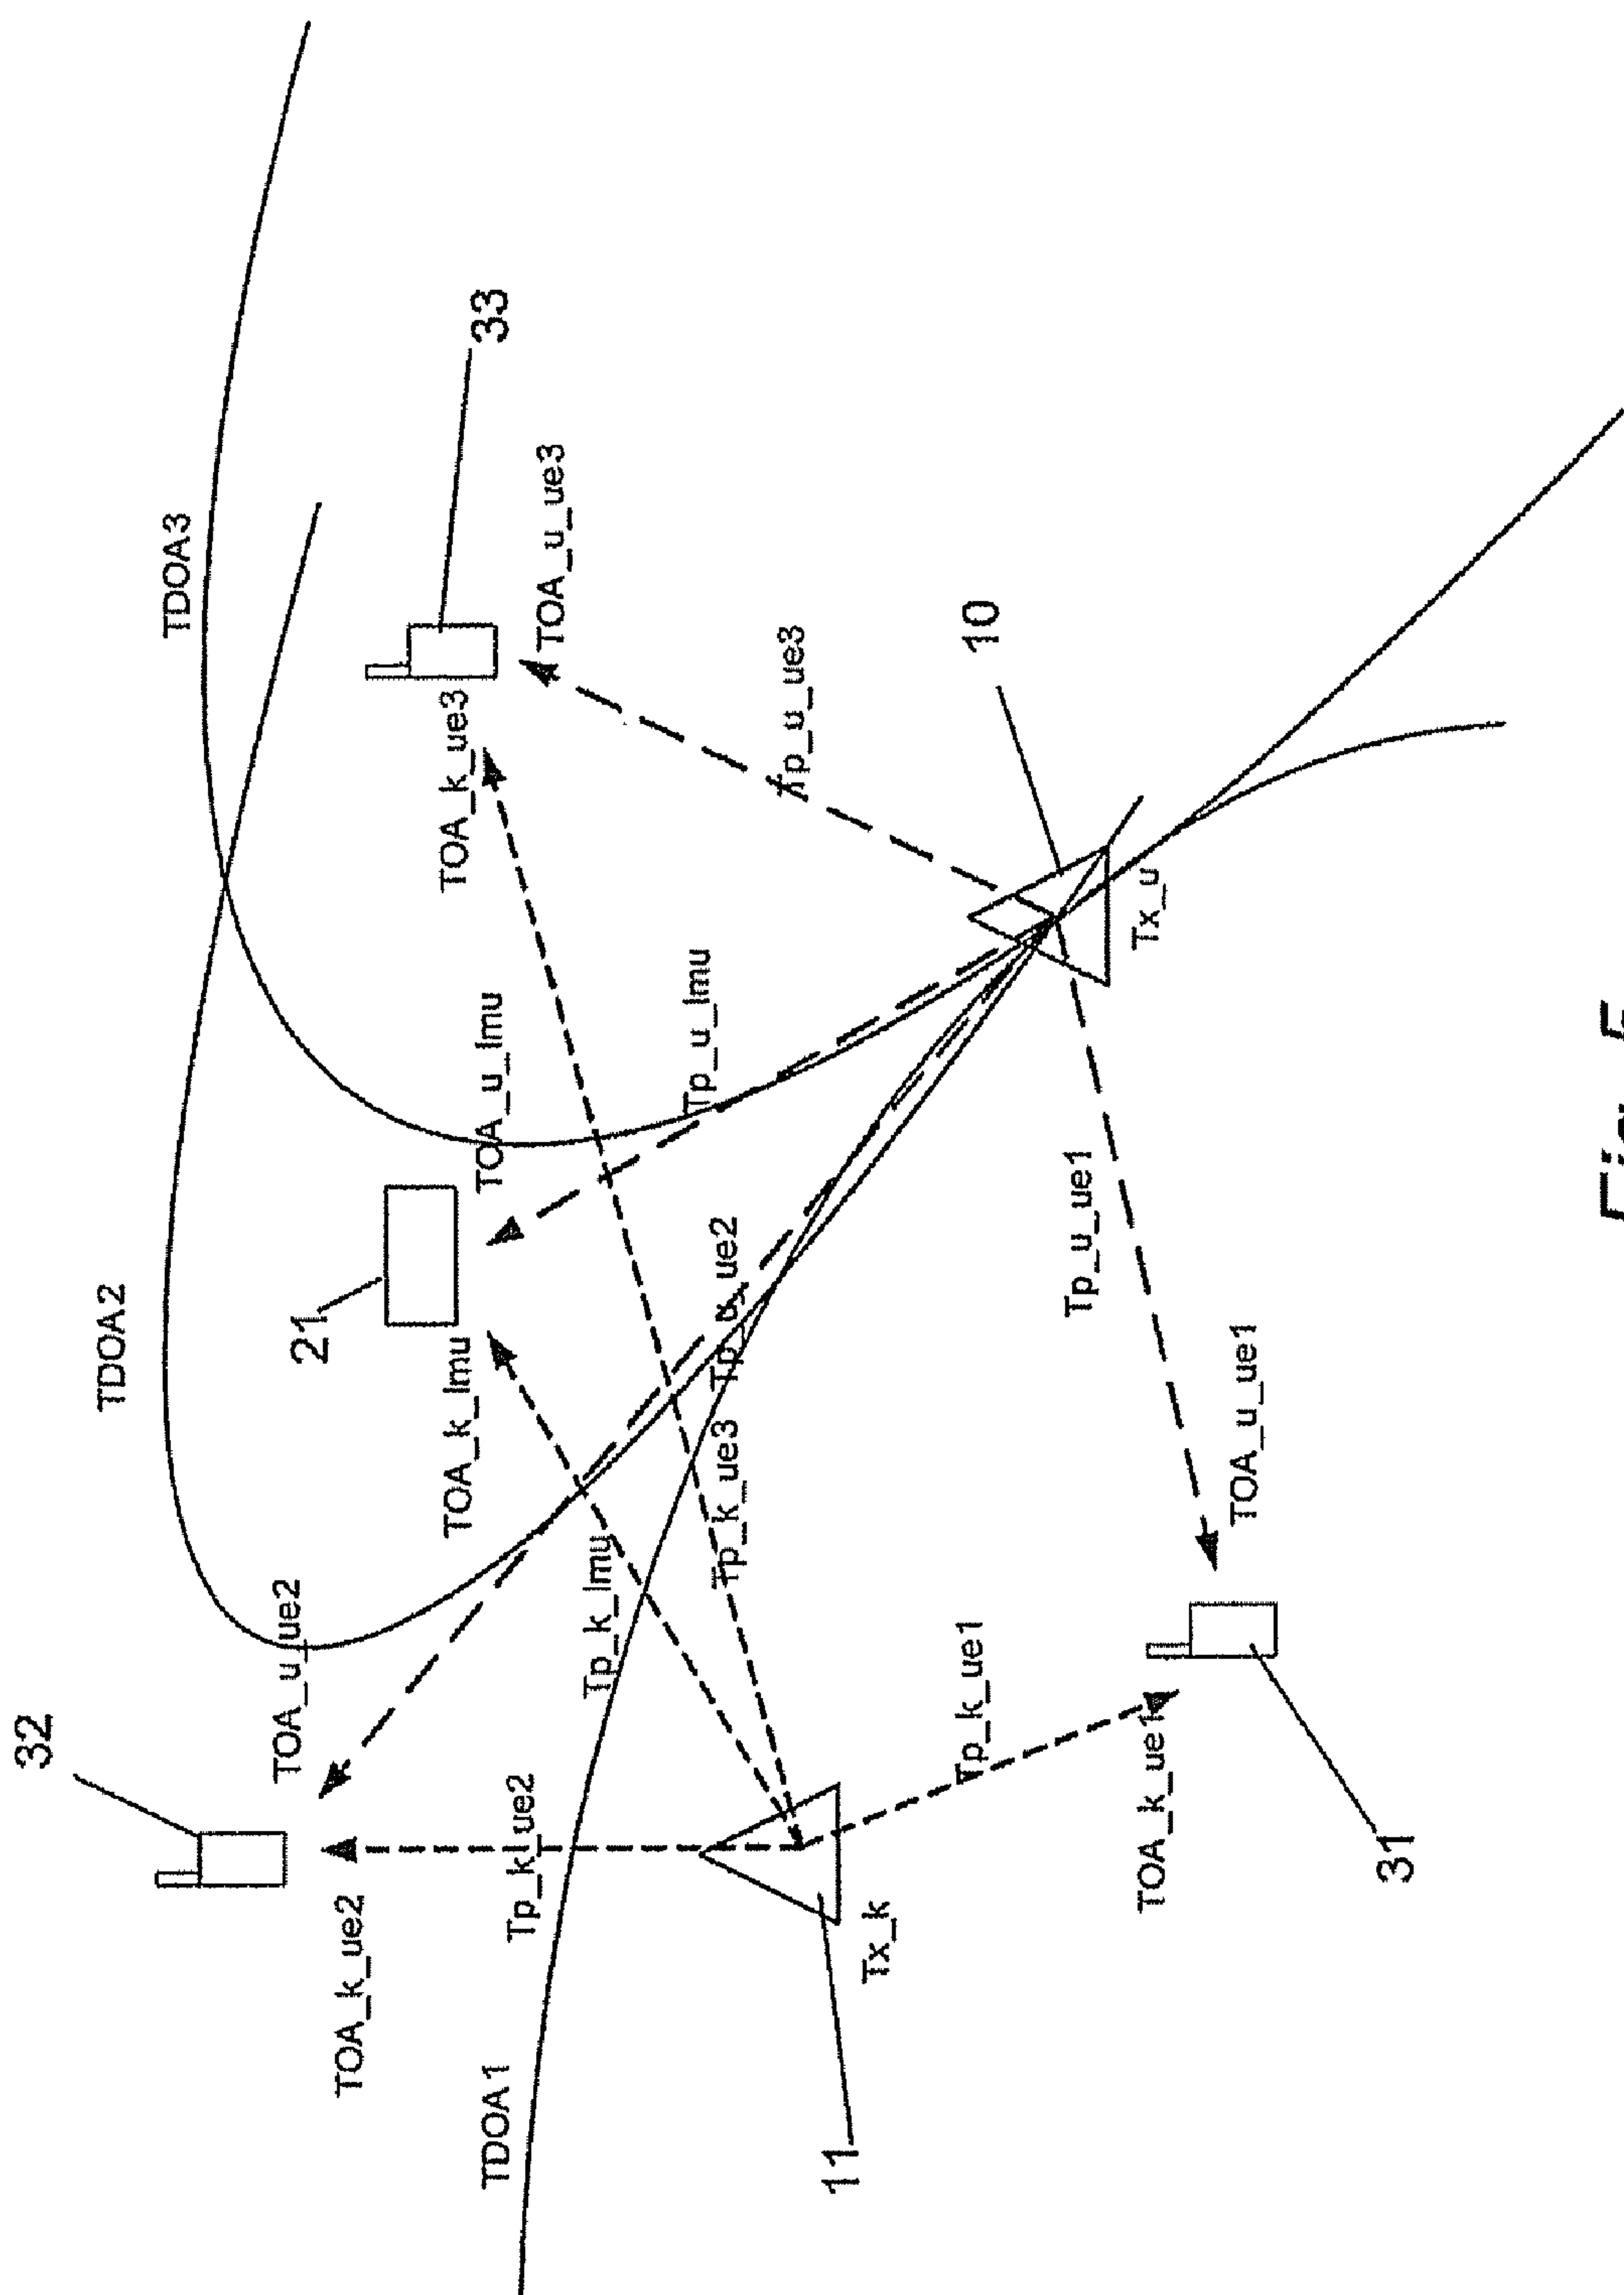 32
TDOA2
TDOA3
TOA_u_ue2
21
TOA_k_ue2
TOA_k_lmu
TOA_k_ue3
TOA_u_lmu
33
TDOA1
Tp_k_ue2
TOA_u_ue3
Tp_k_lmu
Tp_u_lmu
Tp_k_ue3
Tp_u_ue2
Tp_u_ue3
11
Tx_k
Tp_k_ue1
10
Tp_u_ue1
Tx_u
TOA_k_ue1
TOA_u_ue1
31